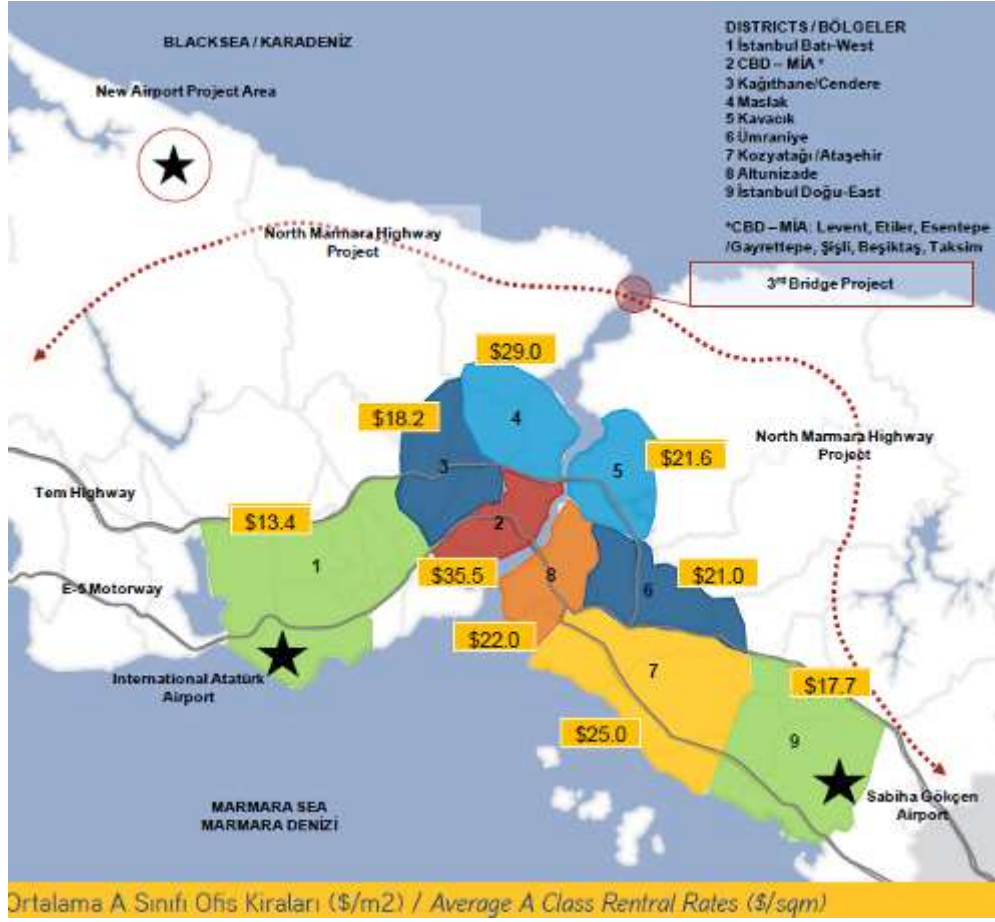 BLACKSEA / KARADENİZ
New Airport Project Area
DISTRICTS / BÖLGELER
1 İstanbul Batı-West
2 CBD – MİA *
3 Kağıthane/Cendere
4 Maslak
5 Kavacık
6 Ümraniye
7 Kozyatağı /Ataşehir
8 Altunizade
9 İstanbul Doğu-East
*CBD – MİA: Levent, Etiler, Esentepe
/Gayrettepe, Şişli, Beşiktaş, Taksim
North Marmara Highway
Project
3rd Bridge Project
$29.0
4
$18.2
3
5
$21.6
North Marmara Highway
Project
Tem Highway
$13.4
1
2
E-5 Motorway
$35.5
8
6
$21.0
$22.0
International Atatürk
Airport
7
$17.7
$25.0
9
Sabiha Gökçen
Airport
MARMARA SEA
MARMARA DENİZİ
Ortalama A Sınıfı Ofis Kiraları ($/m2) / Average A Class Rentral Rates ($/sqm)